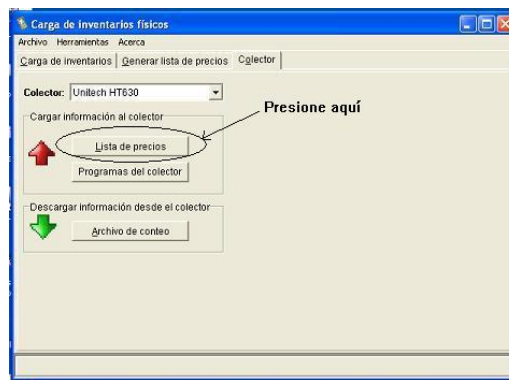 Carga de inventarios físicos
Archivo Herramientas Acerca
Carga de inventarios Generar lista de precios Colector
Colector: Unitech HT630
Presione aquí
Cargar información al colector
Lista de precios
Programas del colector
Descargar información desde el colector
Archivo de conteo